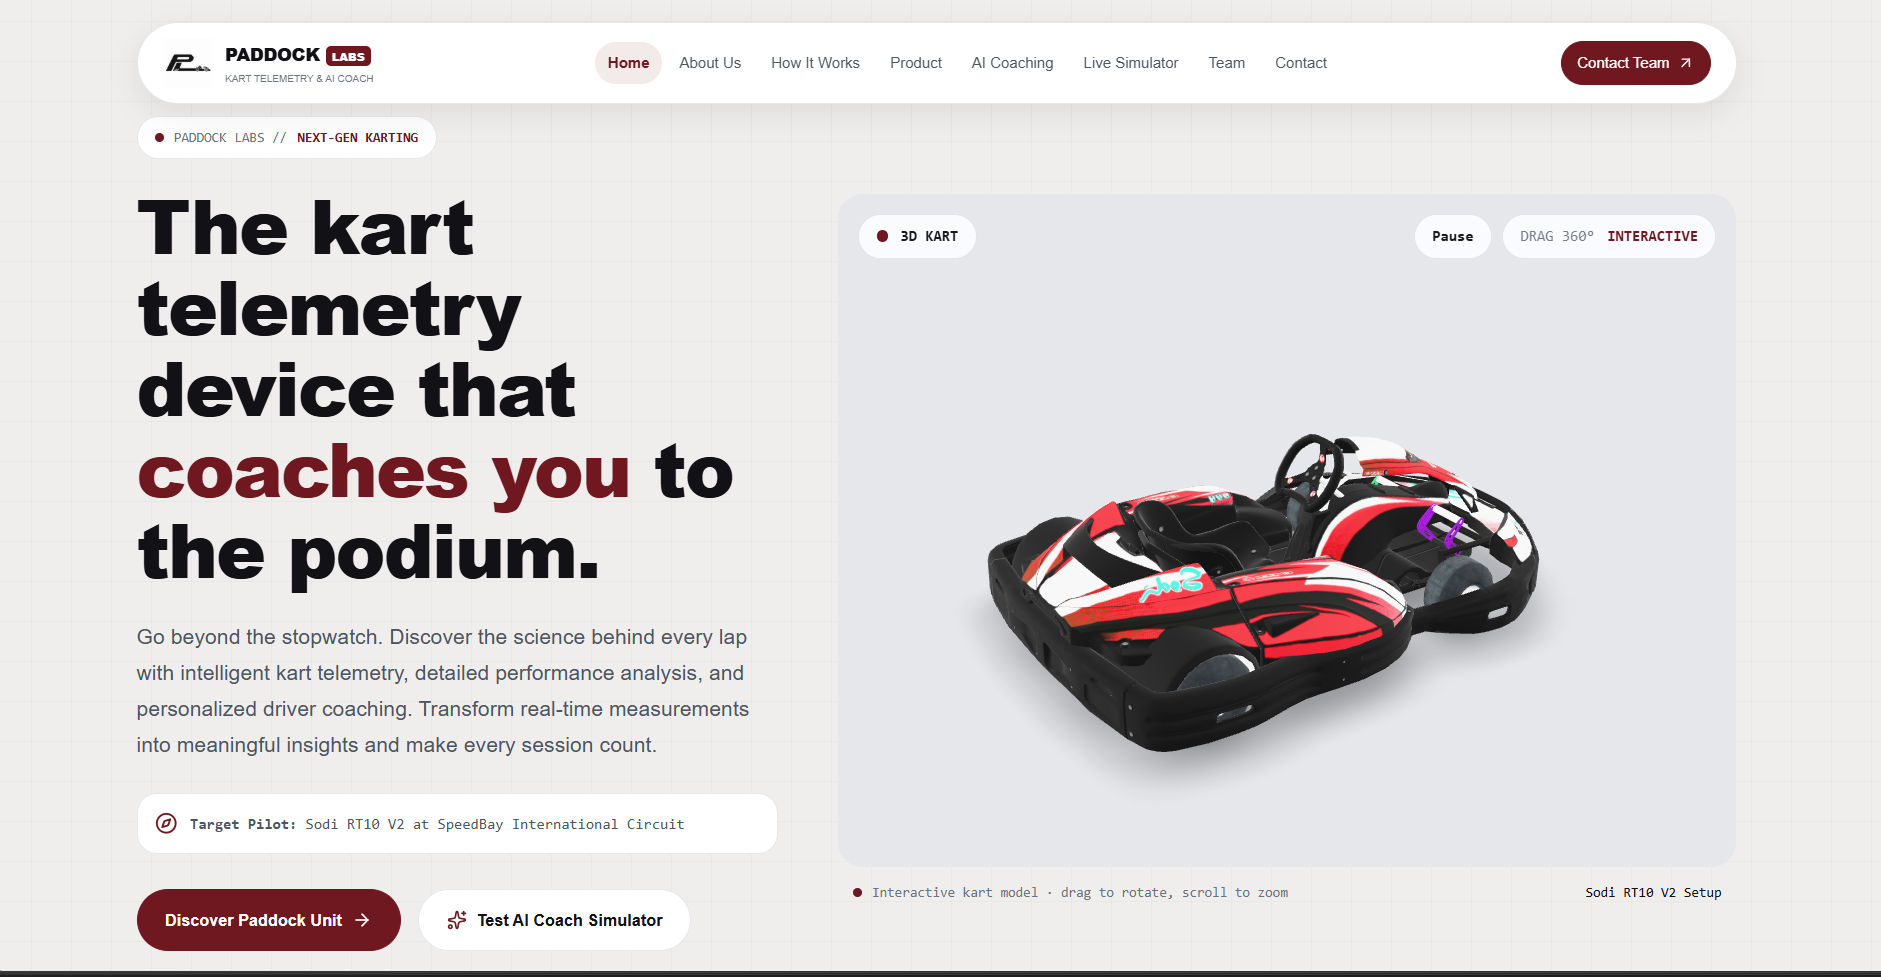 PADDOCK LABS
KART TELEMETRY & AI COACH
Home
About Us
How It Works
Product
AI Coaching
Live Simulator
Team
Contact
Contact Team
PADDOCK LABS // NEXT-GEN KARTING
The kart
telemetry
device that
coaches you to
the podium.
Go beyond the stopwatch. Discover the science behind every lap
with intelligent kart telemetry, detailed performance analysis, and
personalized driver coaching. Transform real-time measurements
into meaningful insights and make every session count.
Target Pilot: Sodi RT10 V2 at SpeedBay International Circuit
Discover Paddock Unit
Test AI Coach Simulator
3D KART
Pause
DRAG 360° INTERACTIVE
Interactive kart model · drag to rotate, scroll to zoom
Sodi RT10 V2 Setup